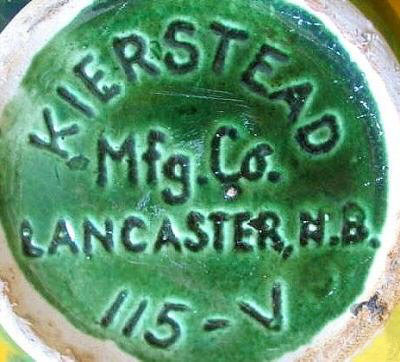 KIERSTEAD
Mfg. Co.
LANCASTER, N.B.
115-V